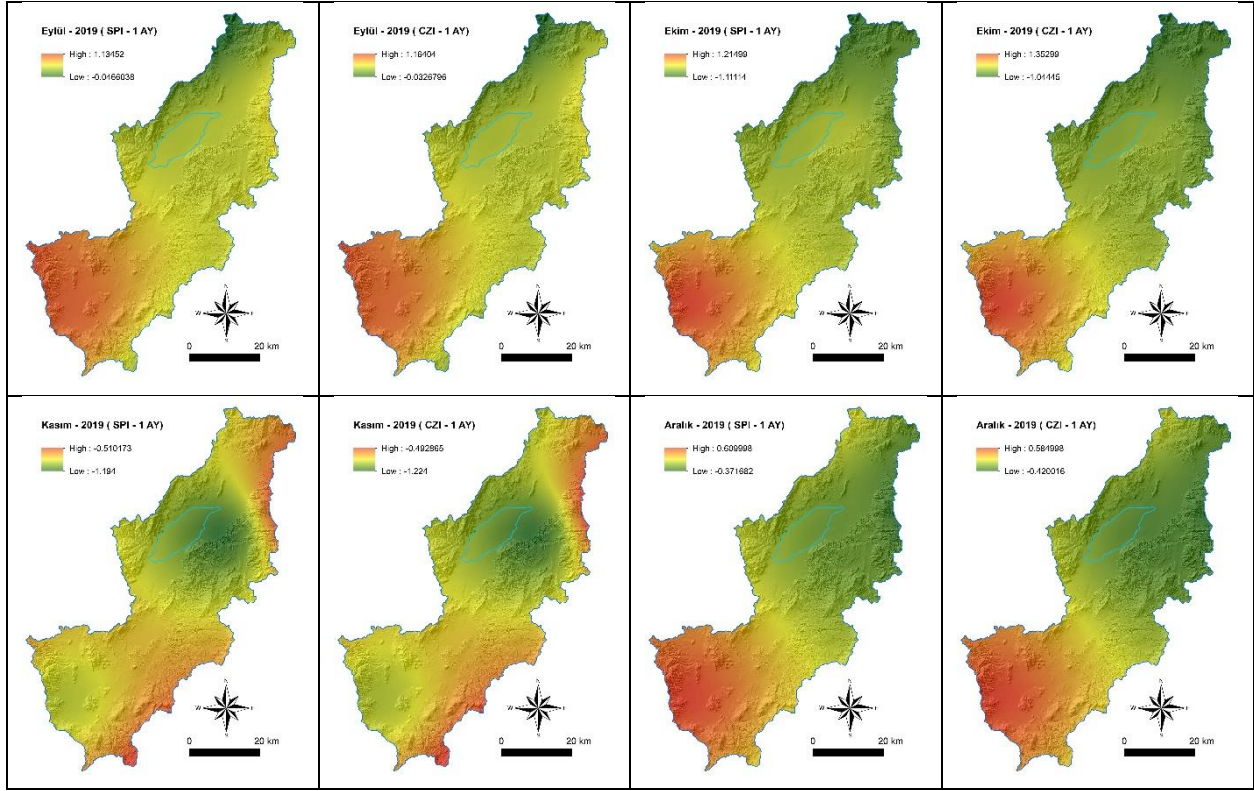 Eylül - 2019 ( SPI - 1 AY)
High : 1.13452
Low : -0.0466038
W
E
N
0 20 km
Eylül - 2019 ( CZI - 1 AY)
High : 1.18404
Low : -0.0326796
W
E
N
0 20 km
Ekim - 2019 ( SPI - 1 AY)
High : 1.21499
Low : -1.11114
W
E
N
0 20 km
Ekim - 2019 ( CZI - 1 AY)
High : 1.35299
Low : -1.04445
W
E
N
0 20 km
Kasım - 2019 ( SPI - 1 AY)
High : -0.510173
Low : -1.194
W
E
N
0 20 km
Kasım - 2019 ( CZI - 1 AY)
High : -0.492865
Low : -1.224
W
E
N
0 20 km
Aralık - 2019 ( SPI - 1 AY)
High : 0.609998
Low : -0.371682
W
E
N
0 20 km
Aralık - 2019 ( CZI - 1 AY)
High : 0.584998
Low : -0.420016
W
E
N
0 20 km